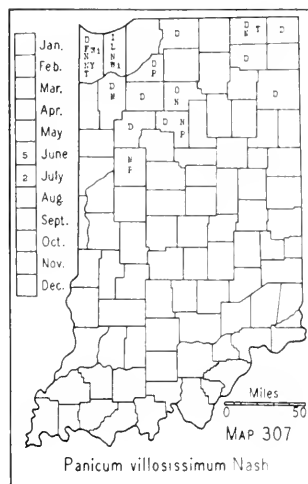 Jan.
Feb.
Mar.
Apr.
May
5 June
2 July
Aug.
Sept.
Oct.
Nov.
Dec.
D
D T D
D
D
D
D
D
D
Miles
0 50
MAP 307
Panicum villosissimum Nash